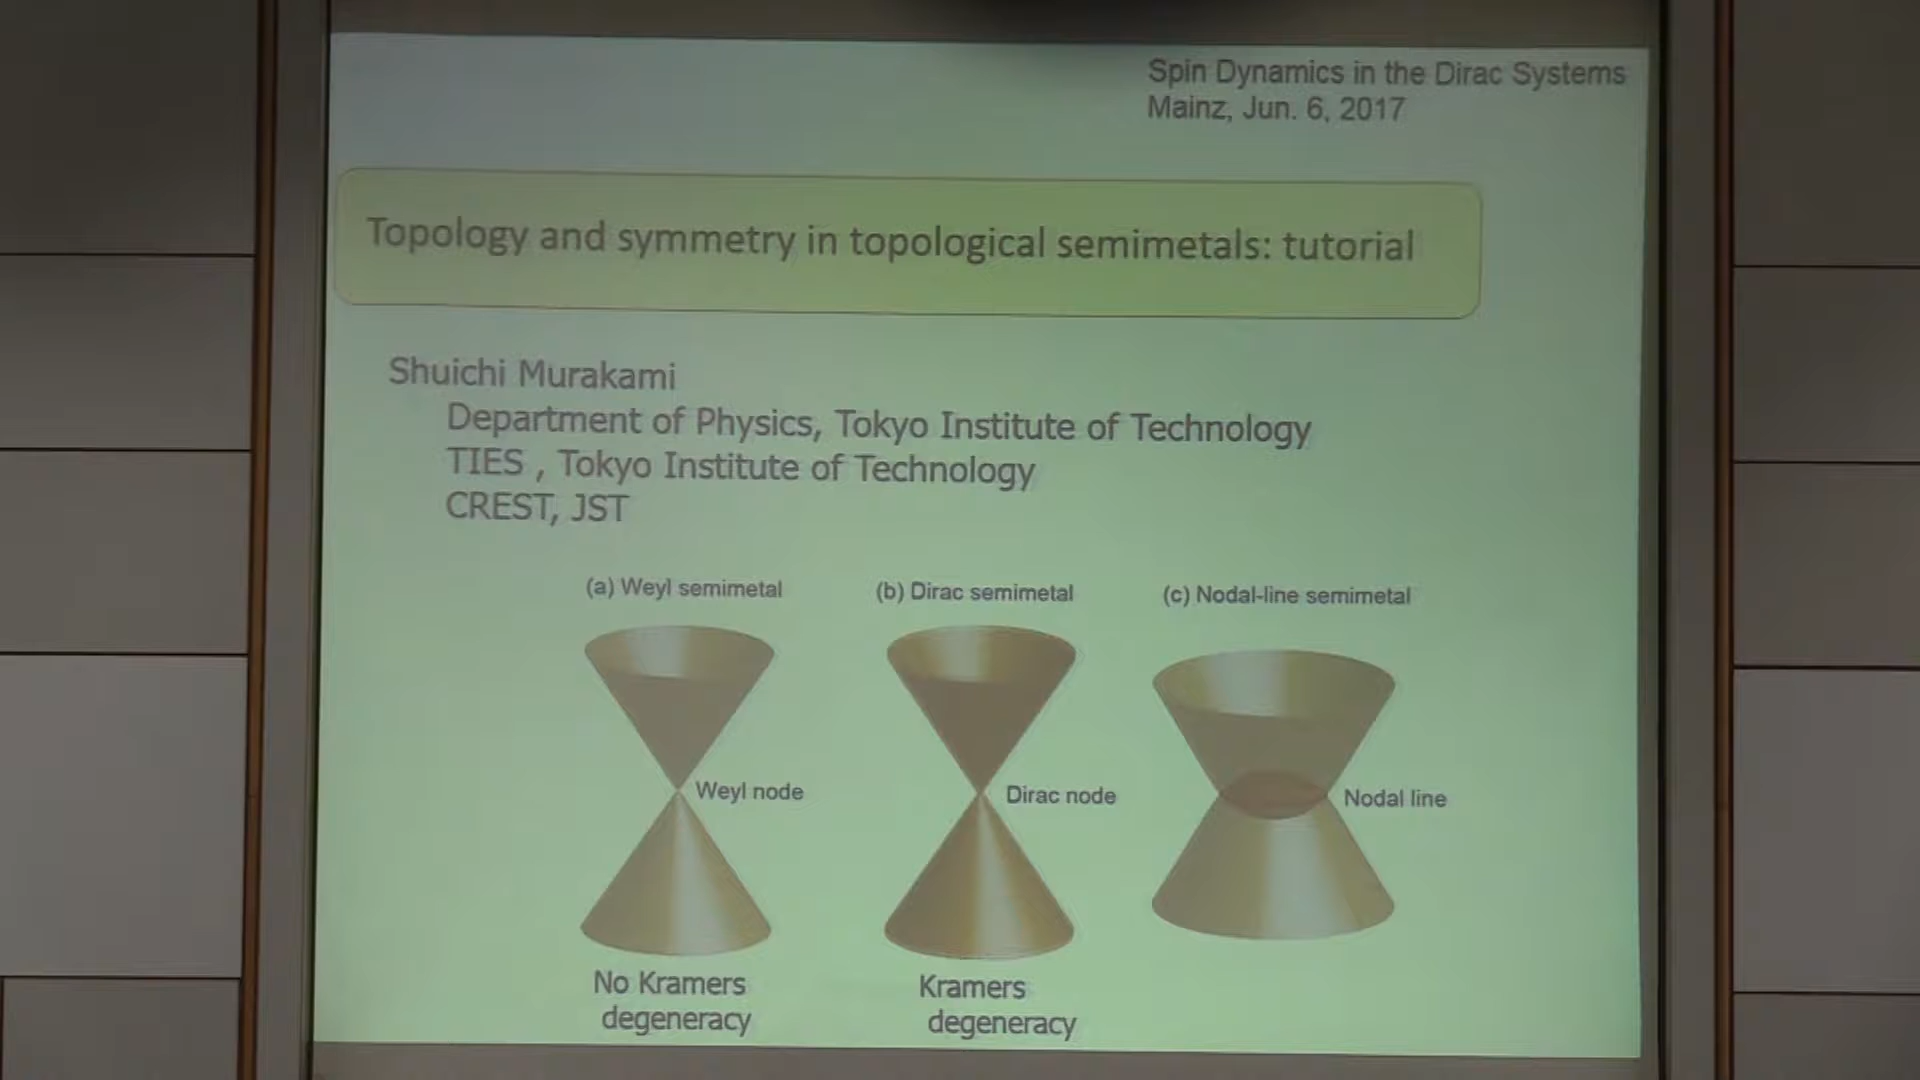 Spin Dynamics in the Dirac Systems
Mainz, Jun. 6, 2017
Topology and symmetry in topological semimetals: tutorial
Shuichi Murakami
Department of Physics, Tokyo Institute of Technology
TIES , Tokyo Institute of Technology
CREST, JST
(a) Weyl semimetal
(b) Dirac semimetal
(c) Nodal-line semimetal
Weyl node
Dirac node
Nodal line
No Kramers
degeneracy
Kramers
degeneracy